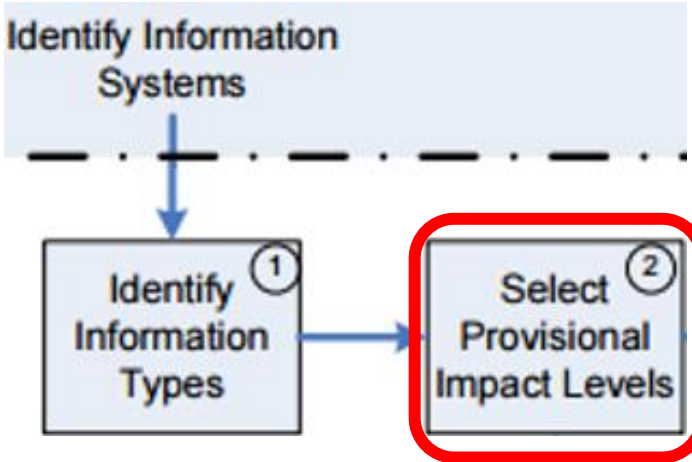 Identify Information
Systems
1
Identify
Information
Types
2
Select
Provisional
Impact Levels